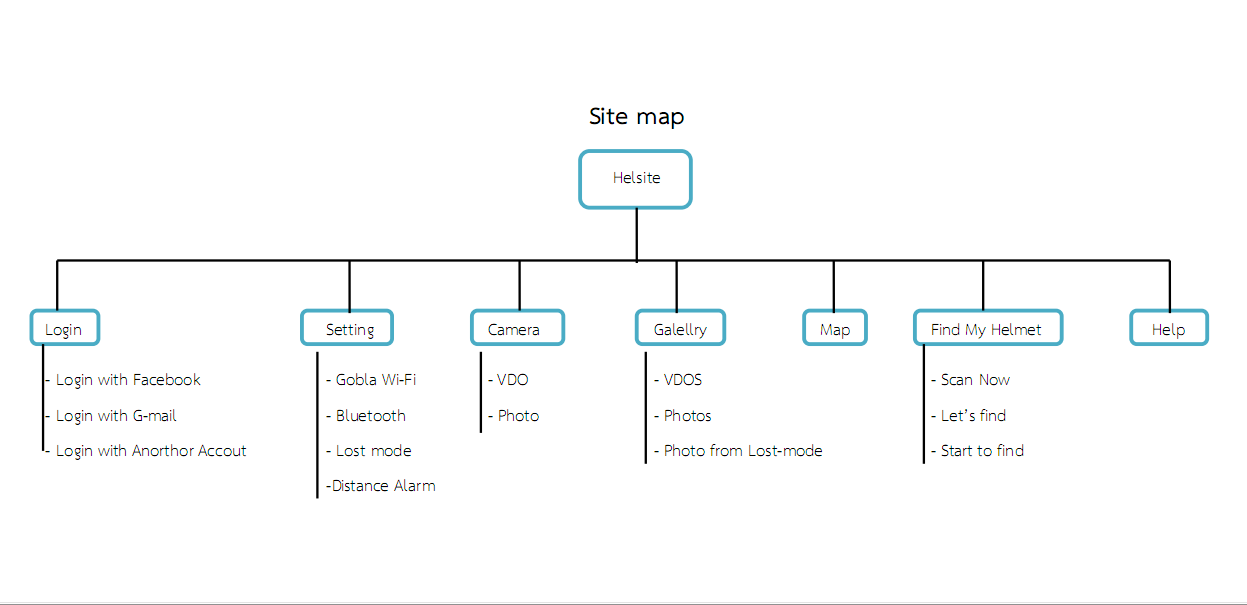 Site map
Helsite
Login
- Login with Facebook
- Login with G-mail
- Login with Anorthor Accout
Setting
- Gobla Wi-Fi
- Bluetooth
- Lost mode
-Distance Alarm
Camera
- VDO
- Photo
Galellry
- VDOS
- Photos
- Photo from Lost-mode
Map
Find My Helmet
- Scan Now
- Let's find
- Start to find
Help